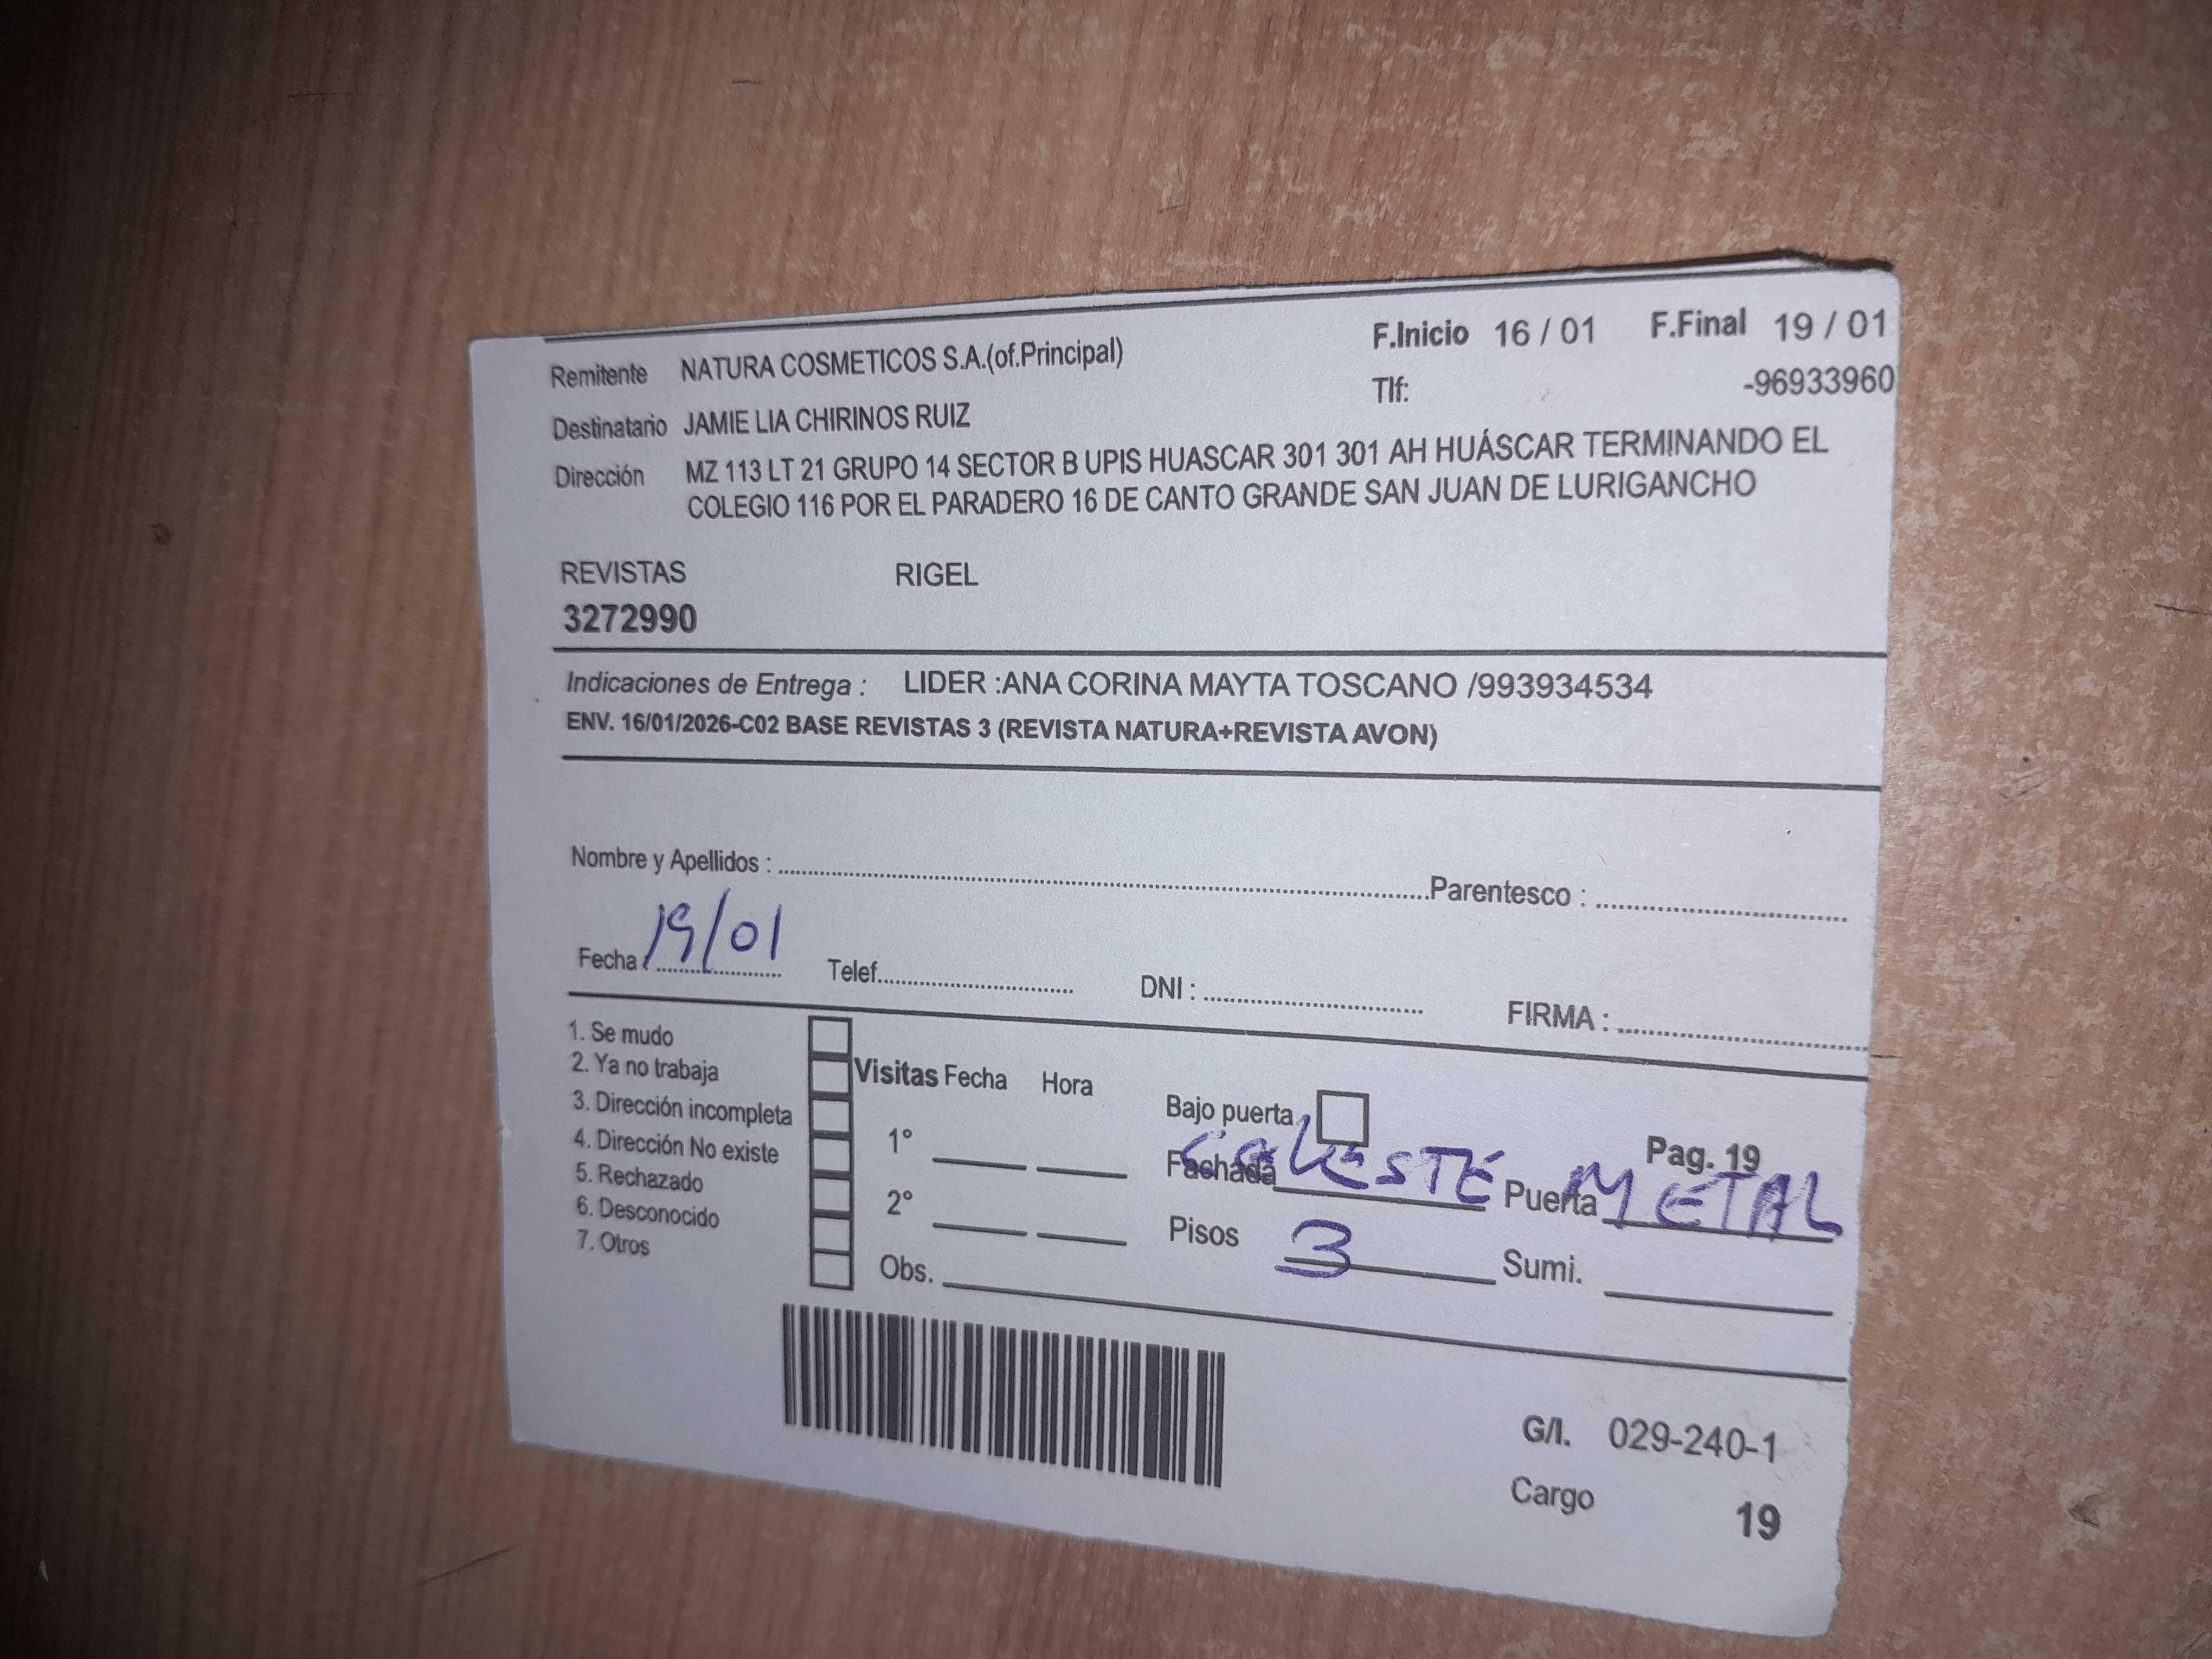 Remitente NATURA COSMETICOS S.A.(of.Principal) F.Inicio 16 / 01 F.Final 19 / 01
Tlf: -96933960
Destinatario JAMIE LIA CHIRINOS RUIZ
Dirección MZ 113 LT 21 GRUPO 14 SECTOR B UPIS HUASCAR 301 301 AH HUÁSCAR TERMINANDO EL
COLEGIO 116 POR EL PARADERO 16 DE CANTO GRANDE SAN JUAN DE LURIGANCHO
REVISTAS RIGEL
3272990
Indicaciones de Entrega : LIDER :ANA CORINA MAYTA TOSCANO /993934534
ENV. 16/01/2026-C02 BASE REVISTAS 3 (REVISTA NATURA+REVISTA AVON)
Nombre y Apellidos : Parentesco :
Fecha : 19/01 Telef. DNI : FIRMA :
1. Se mudo
2. Ya no trabaja
3. Dirección incompleta
4. Dirección No existe
5. Rechazado
6. Desconocido
7. Otros
Visitas Fecha Hora
1°
2°
Obs.
Bajo puerta
Pag. 19
Fachada CELESTE Puerta METAL
Pisos 3 Sumi.
G/I. 029-240-1
Cargo 19